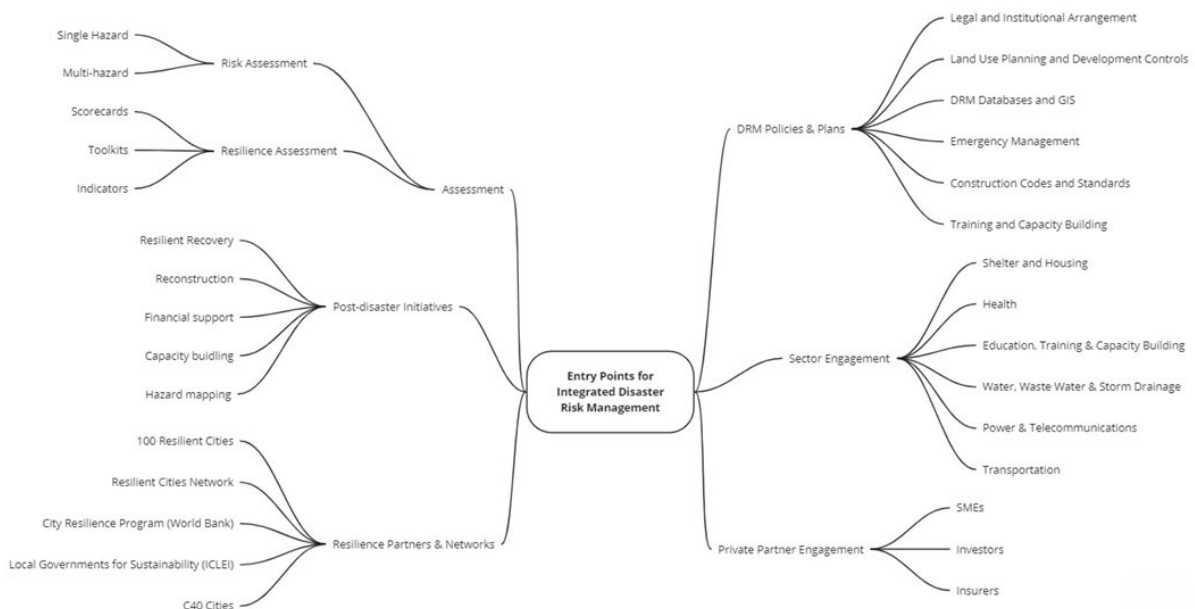 Single Hazard
Multi-hazard
Risk Assessment
Scorecards
Toolkits
Indicators
Resilience Assessment
Assessment
Resilient Recovery
Reconstruction
Financial support
Capacity buidling
Hazard mapping
Post-disaster Initiatives
100 Resilient Cities
Resilient Cities Network
City Resilience Program (World Bank)
Local Governments for Sustainability (ICLEI)
C40 Cities
Resilience Partners & Networks
Entry Points for
Integrated Disaster
Risk Management
DRM Policies & Plans
Legal and Institutional Arrangement
Land Use Planning and Development Controls
DRM Databases and GIS
Emergency Management
Construction Codes and Standards
Training and Capacity Building
Sector Engagement
Shelter and Housing
Health
Education, Training & Capacity Building
Water, Waste Water & Storm Drainage
Power & Telecommunications
Transportation
Private Partner Engagement
SMEs
Investors
Insurers